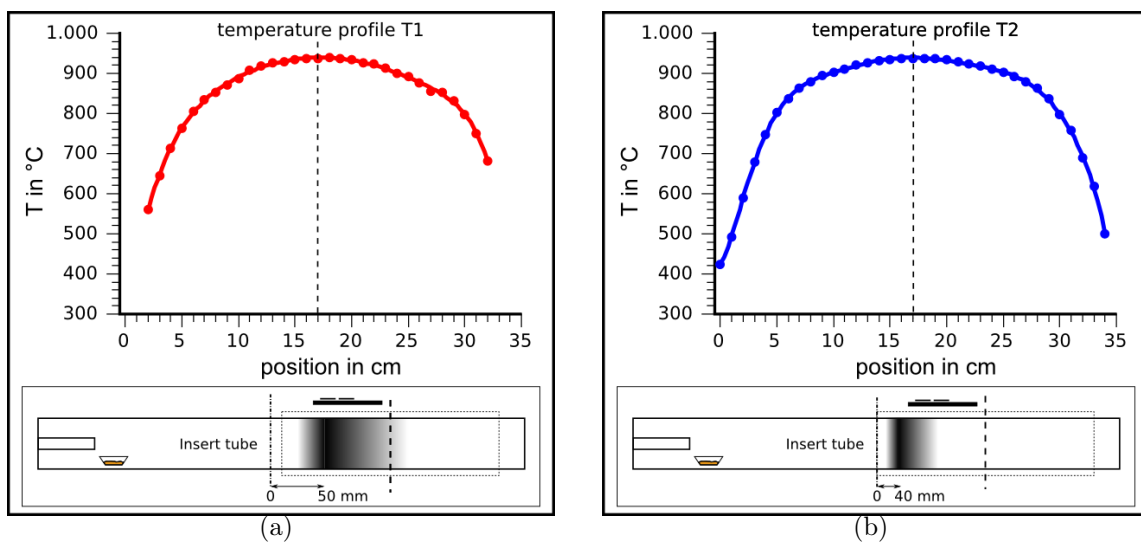 temperature profile T1
1.000
900
800
700
600
500
400
300
T in °C
0 5 10 15 20 25 30 35
position in cm
Insert tube
0 50 mm
(a)
temperature profile T2
1.000
900
800
700
600
500
400
300
T in °C
0 5 10 15 20 25 30 35
position in cm
Insert tube
0 40 mm
(b)